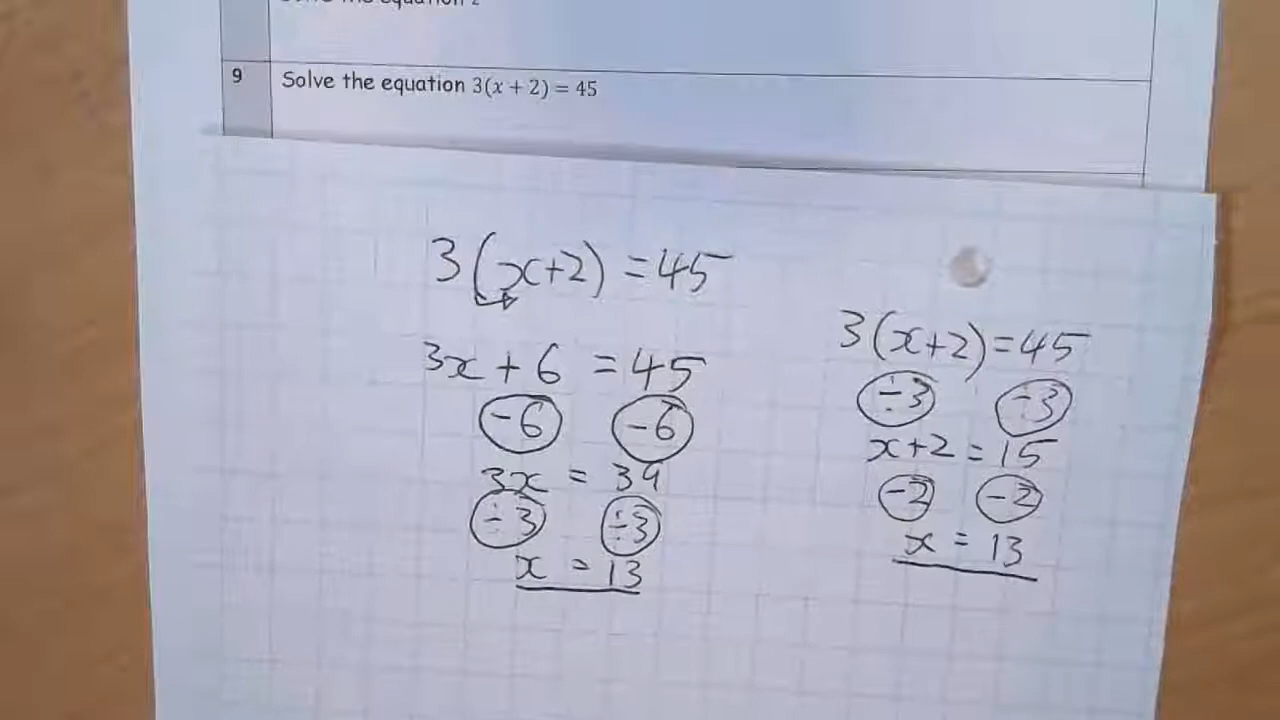 9 Solve the equation 3(x + 2) = 45
3(x+2) = 45
3x + 6 = 45
-6 -6
3x = 39
÷3 ÷3
x = 13
3(x+2) = 45
÷3 ÷3
x+2 = 15
-2 -2
x = 13